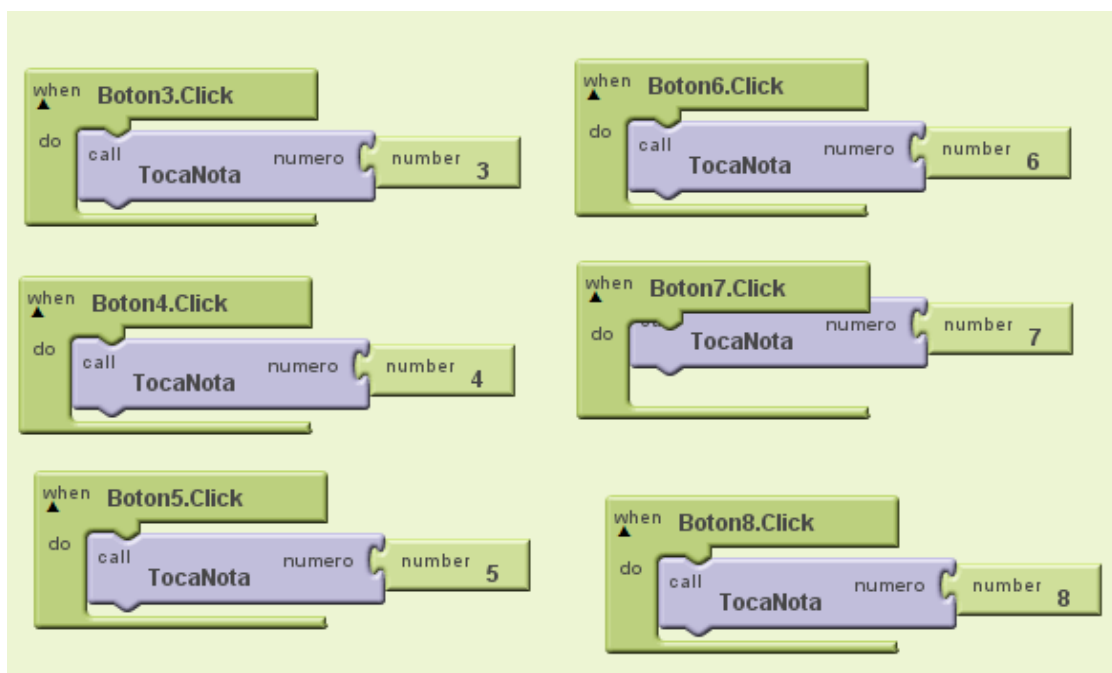 when Boton3.Click
do call TocaNota numero number 3
when Boton4.Click
do call TocaNota numero number 4
when Boton5.Click
do call TocaNota numero number 5
when Boton6.Click
do call TocaNota numero number 6
when Boton7.Click
do TocaNota numero number 7
when Boton8.Click
do call TocaNota numero number 8